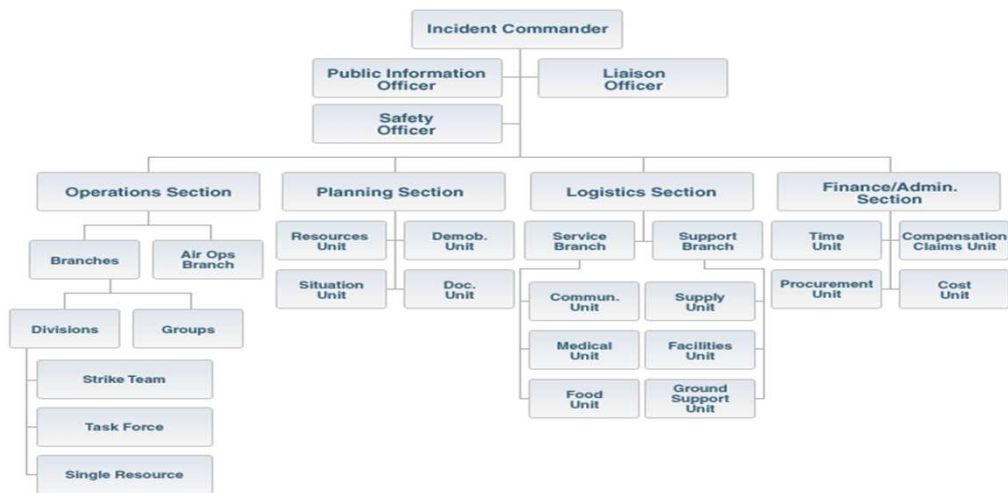 Incident Commander
Public Information
Officer
Liaison
Officer
Safety
Officer
Operations Section
Planning Section
Logistics Section
Finance/Admin.
Section
Branches
Air Ops
Branch
Divisions
Groups
Strike Team
Task Force
Single Resource
Resources
Unit
Demob.
Unit
Situation
Unit
Doc.
Unit
Service
Branch
Support
Branch
Commun.
Unit
Supply
Unit
Medical
Unit
Facilities
Unit
Food
Unit
Ground
Support
Unit
Time
Unit
Compensation
Claims Unit
Procurement
Unit
Cost
Unit